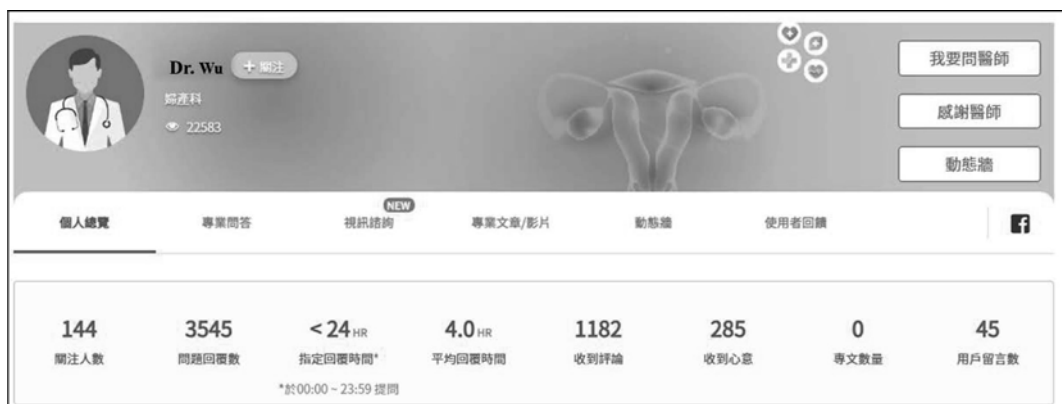 Dr. Wu
+ 關注
婦產科
22583
我要問醫師
感謝醫師
動態牆
個人總覽
專業問答
視訊諮詢
NEW
專業文章/影片
動態牆
使用者回饋
144
關注人數
3545
問題回覆數
< 24 HR
指定回覆時間*
*於00:00 ~ 23:59 提問
4.0 HR
平均回覆時間
1182
收到評論
285
收到心意
0
專文數量
45
用戶留言數